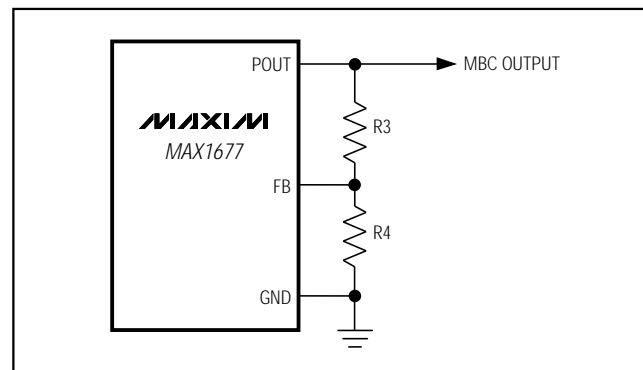 POUT
MBC OUTPUT
MAXIM
MAX1677
R3
FB
R4
GND